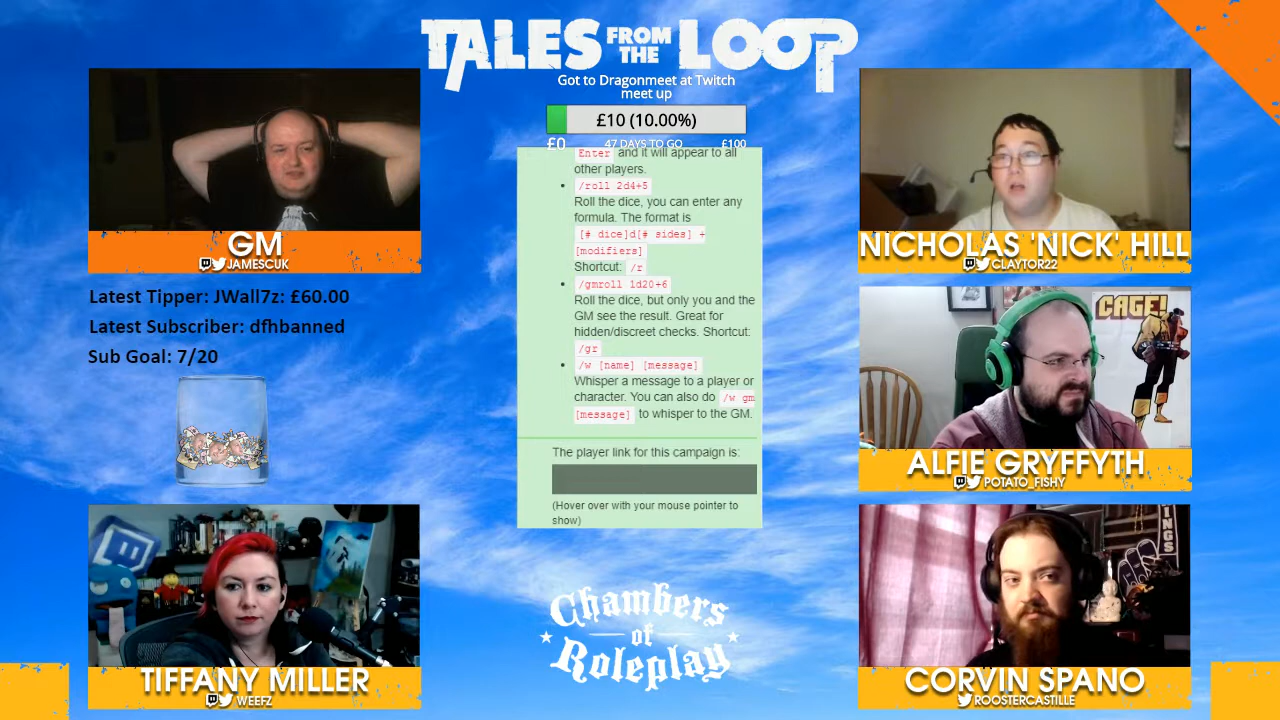 TALES FROM THE LOOP
Got to Dragonmeet at Twitch
meet up
£10 (10.00%)
£0 47 DAYS TO GO £100
GM
JAMESCUK
Latest Tipper: JWall7z: £60.00
Latest Subscriber: dfhbanned
Sub Goal: 7/20
Enter and it will appear to all
other players.
/roll 2d4+5
Roll the dice, you can enter any
formula. The format is
[# dice]d[# sides] +
[modifiers]
Shortcut: /r
/gmroll 1d20+6
Roll the dice, but only you and the
GM see the result. Great for
hidden/discreet checks. Shortcut:
/gr
/w [name] [message]
Whisper a message to a player or
character. You can also do /w gm
[message] to whisper to the GM.
The player link for this campaign is:
(Hover over with your mouse pointer to
show)
NICHOLAS 'NICK' HILL
CLAYTOR22
CAGE!
ALFIE GRYFFYTH
POTATO_FISHY
TIFFANY MILLER
WEEFZ
Chambers
of
Roleplay
INGS
CORVIN SPANO
ROOSTERCASTILLE